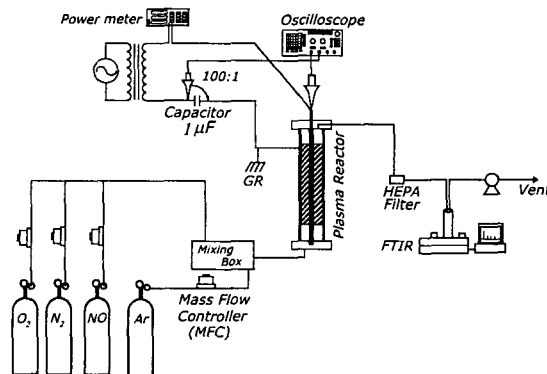 Power meter
Oscilloscope
100:1
Capacitor
1 μF
GR
Plasma Reactor
HEPA
Filter
Vent
FTIR
Mixing
Box
Mass Flow
Controller
(MFC)
O2
N2
NO
Ar